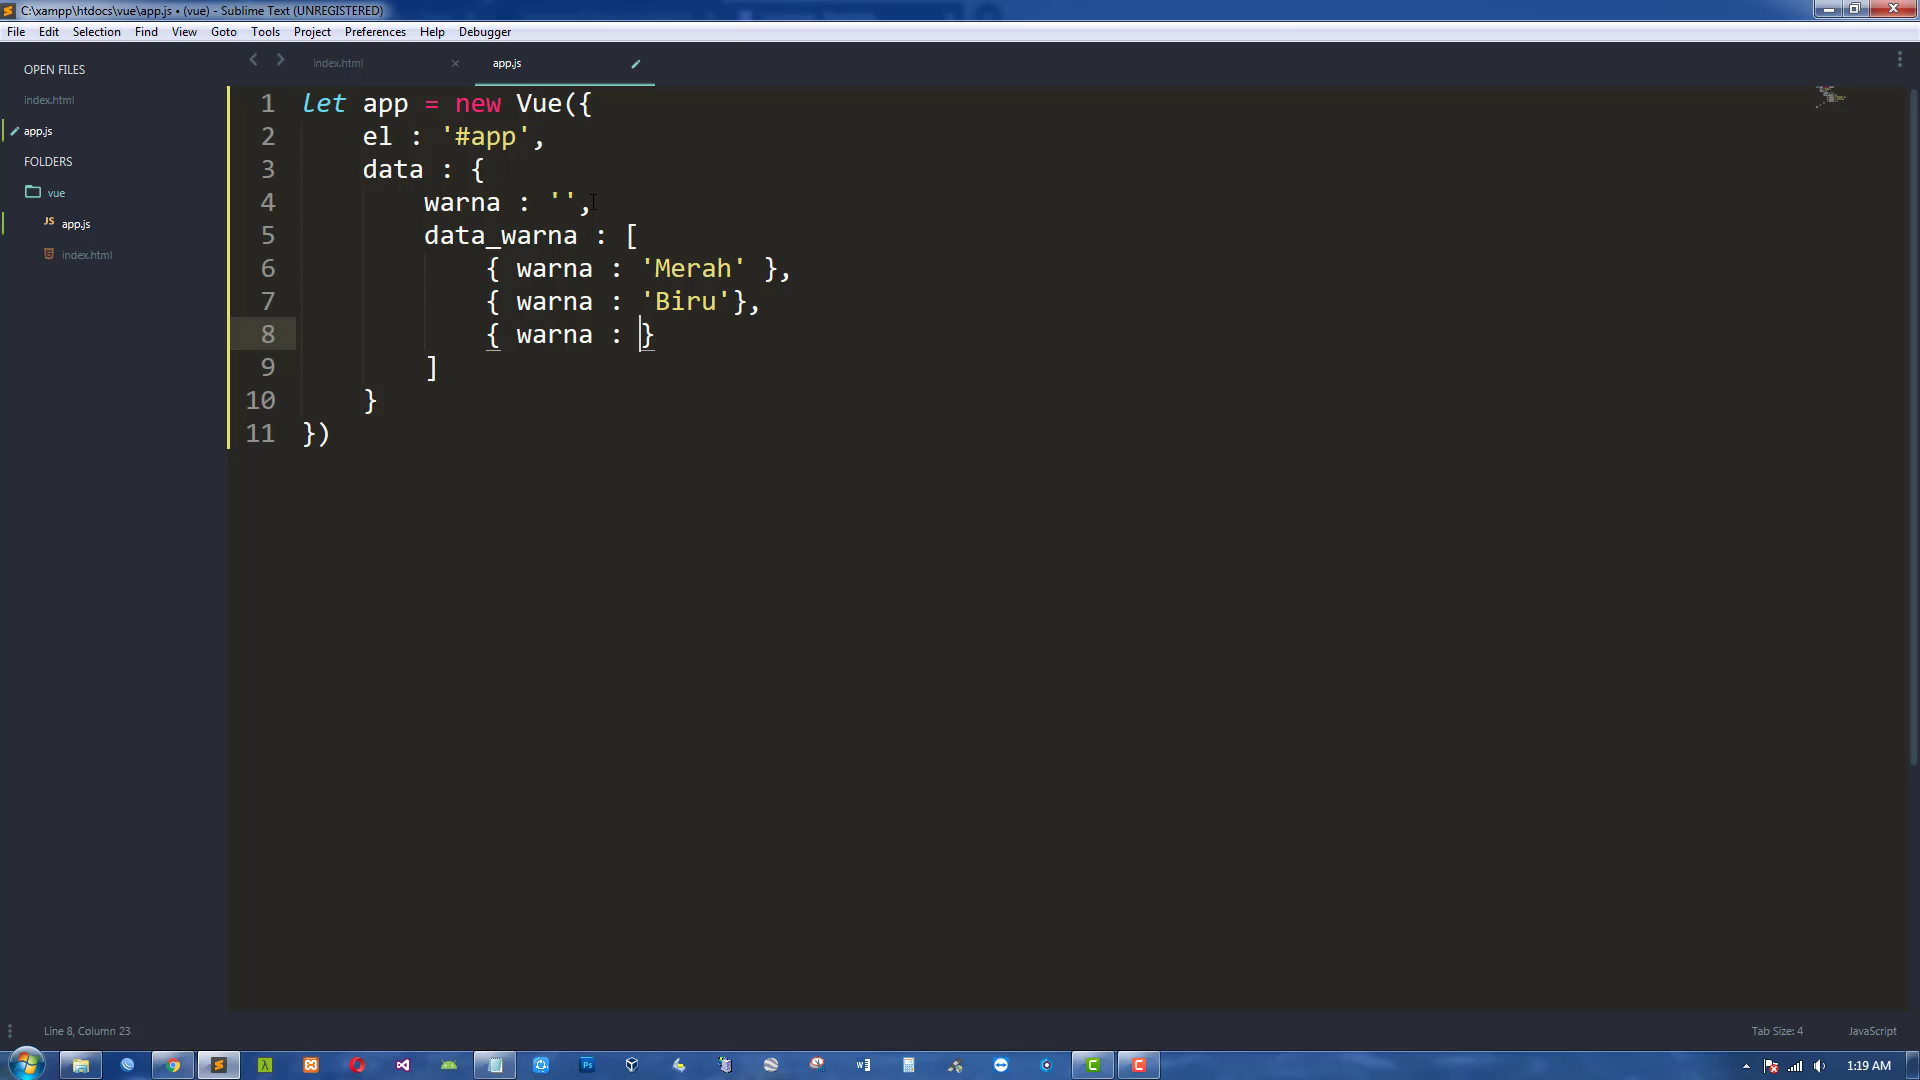 C:\xampp\htdocs\vue\app.js • (vue) - Sublime Text (UNREGISTERED)
File Edit Selection Find View Goto Tools Project Preferences Help Debugger
OPEN FILES
index.html
app.js
FOLDERS
vue
app.js
index.html
index.html
app.js
1 let app = new Vue({
2 el : '#app',
3 data : {
4 warna : '',
5 data_warna : [
6 { warna : 'Merah' },
7 { warna : 'Biru'},
8 { warna : }
9 ]
10 }
11 })
Line 8, Column 23
Tab Size: 4
JavaScript
1:19 AM